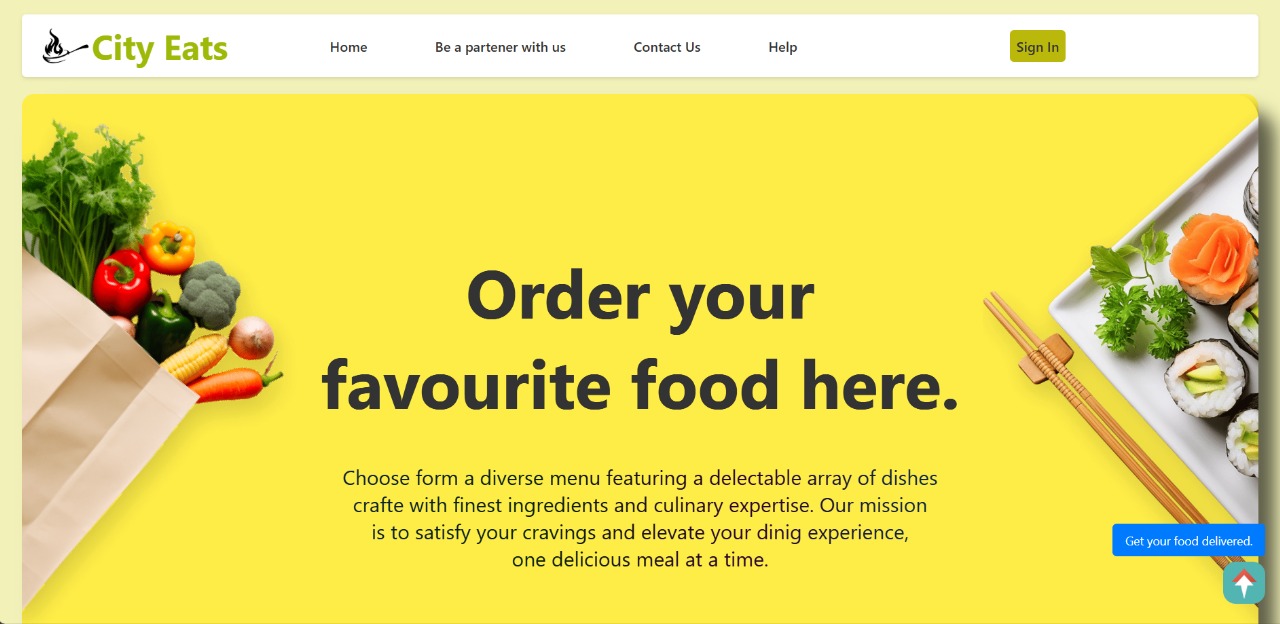 City Eats
Home
Be a partener with us
Contact Us
Help
Sign In
Order your
favourite food here.
Choose form a diverse menu featuring a delectable array of dishes
crafte with finest ingredients and culinary expertise. Our mission
is to satisfy your cravings and elevate your dinig experience,
one delicious meal at a time.
Get your food delivered.